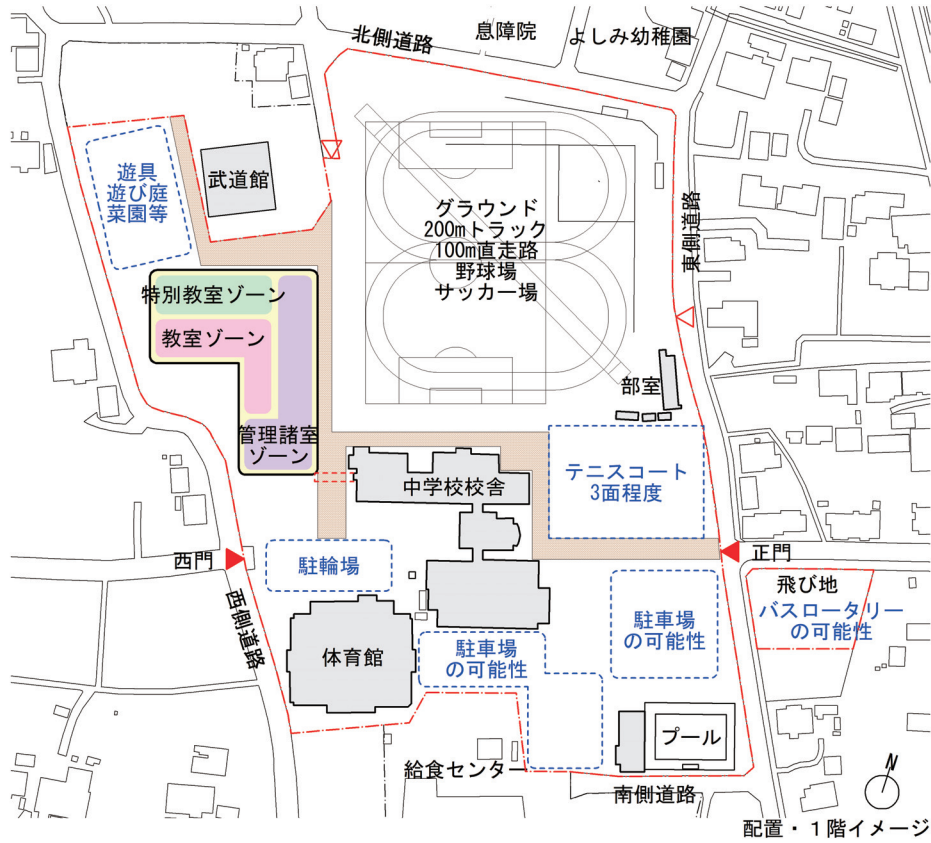 北側道路
息障院
よしみ幼稚園
遊具
遊び庭
菜園等
武道館
グラウンド
200mトラック
100m直走路
野球場
サッカー場
東側道路
特別教室ゾーン
教室ゾーン
管理諸室
ゾーン
部室
テニスコート
3面程度
中学校校舎
西門
正門
駐輪場
飛び地
バスロータリー
の可能性
西側道路
体育館
駐車場
の可能性
駐車場
の可能性
プール
給食センター
南側道路
N
配置・1階イメージ